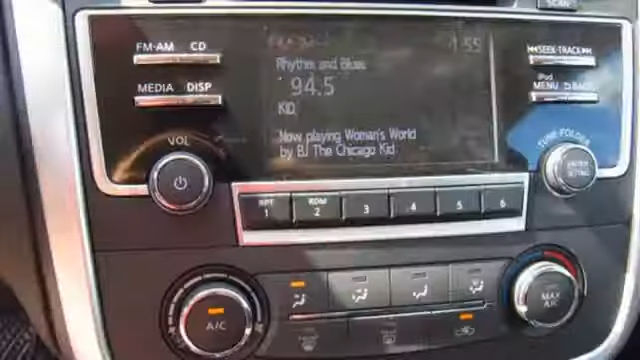 SCAN
FM-AM CD
MEDIA DISP
VOL
1:55
Rhythm and Blues
94.5
KID
Now playing Woman's World
by BJ The Chicago Kid
SEEK·TRACK
iPod
MENU BACK
TUNE·FOLDER
ENTER
SETTING
RPT
1
RDM
2
3
4
5
6
A/C
MAX
A/C